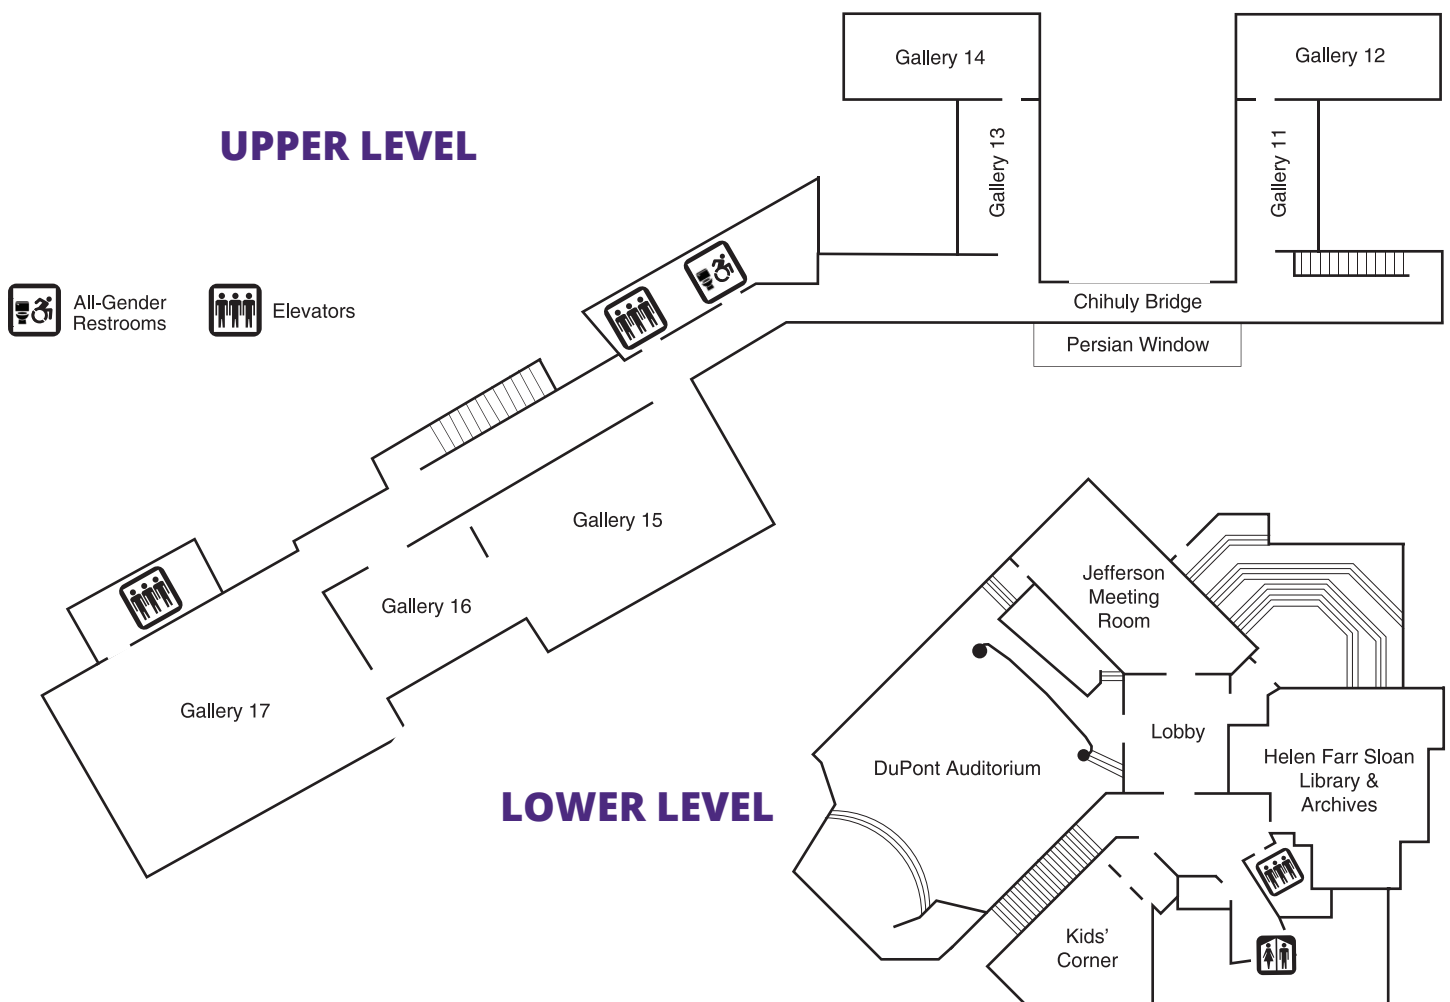 Gallery 14
Gallery 12
UPPER LEVEL
Gallery 13
Gallery 11
All-Gender
Restrooms
Elevators
Chihuly Bridge
Persian Window
Gallery 15
Gallery 16
Gallery 17
Jefferson
Meeting
Room
Lobby
DuPont Auditorium
Helen Farr Sloan
Library &
Archives
LOWER LEVEL
Kids'
Corner